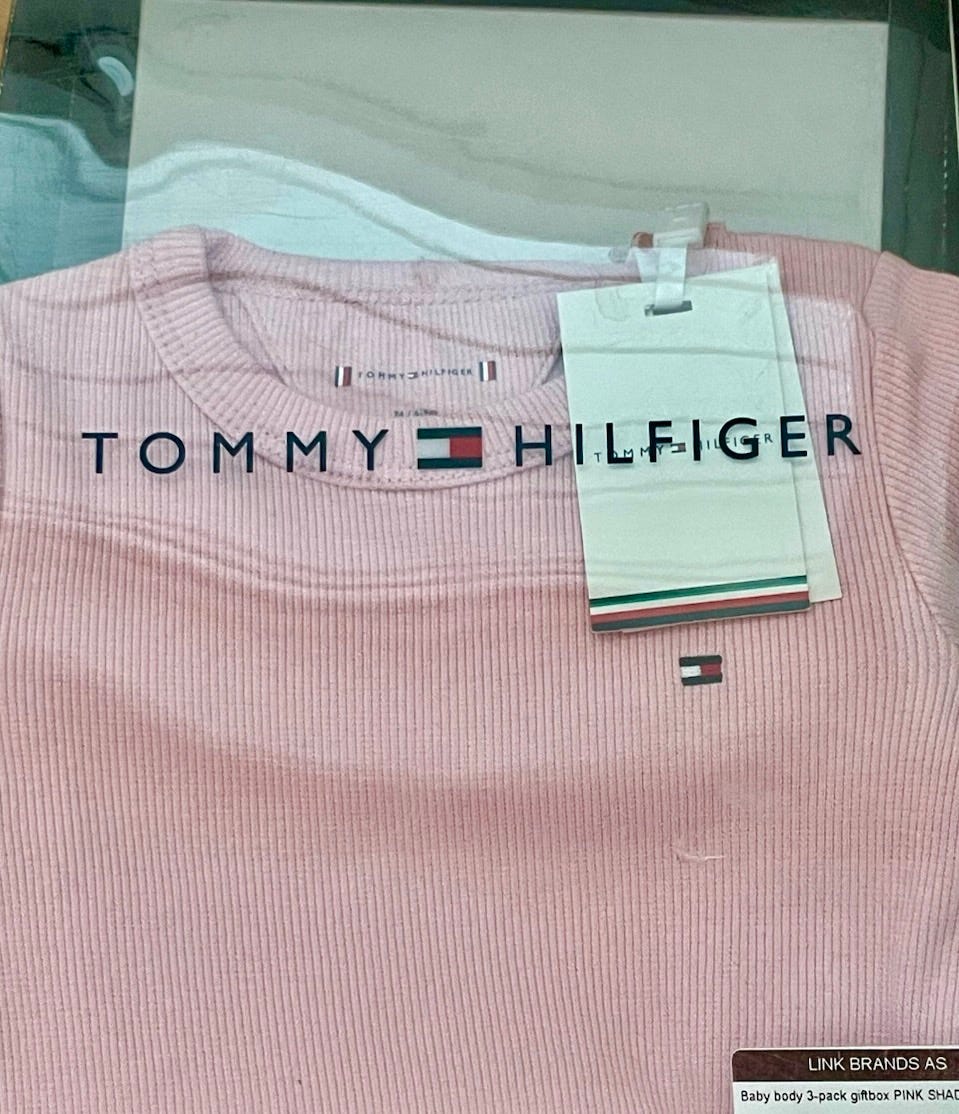 TOMMY HILFIGER
TOMMY HILFIGER
TOMMY HILFIGER
LINK BRANDS AS
Baby body 3-pack giftbox PINK